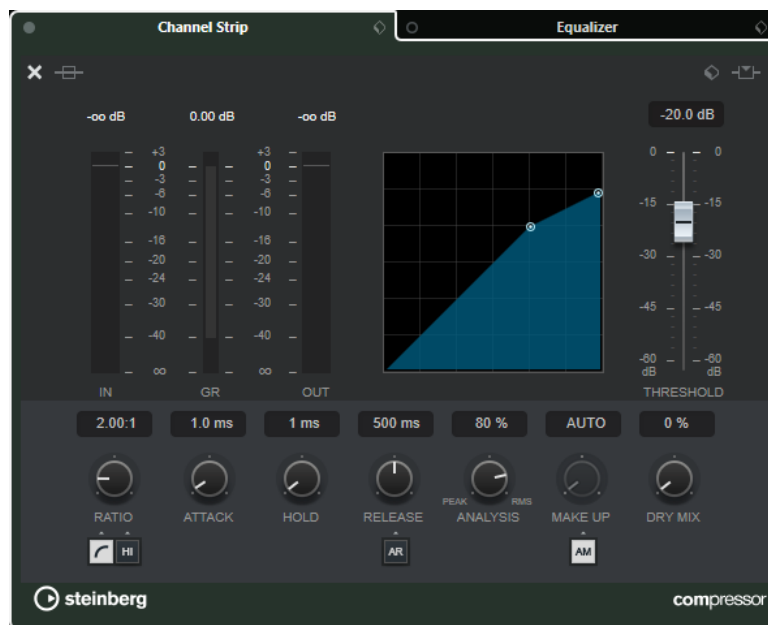 Channel Strip
Equalizer
-oo dB 0.00 dB -oo dB -20.0 dB
+3 +3 0 0
0 0
-3 -3
-6 -6
-10 -10 -15 -15
-16 -16
-20 -20 -30 -30
-24 -24
-30 -30 -45 -45
-40 -40
∞ ∞ -60 -60
dB dB
IN GR OUT THRESHOLD
2.00:1 1.0 ms 1 ms 500 ms 80 % AUTO 0 %
PEAK RMS
RATIO ATTACK HOLD RELEASE ANALYSIS MAKE UP DRY MIX
HI AR AM
steinberg compressor